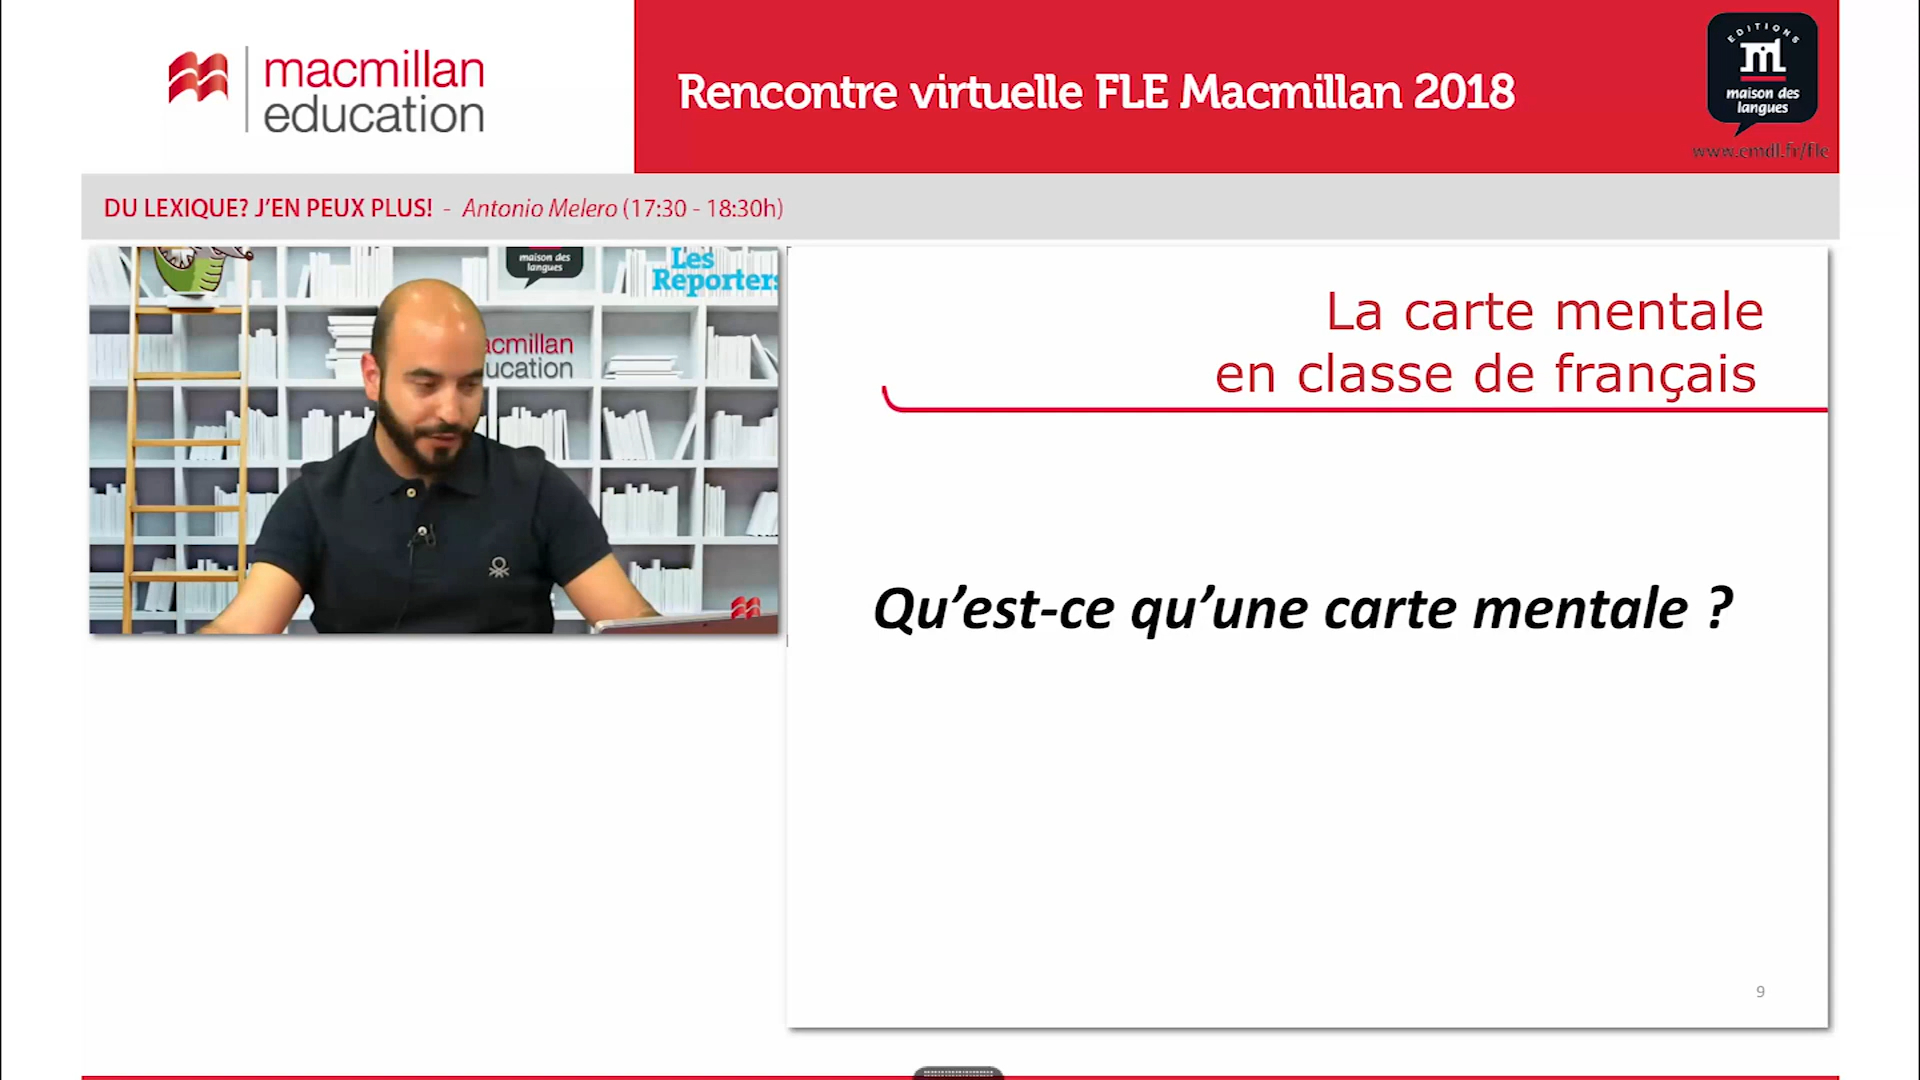 macmillan
education
Rencontre virtuelle FLE Macmillan 2018
EDITIONS
maison des
langues
www.emdl.fr/fle
DU LEXIQUE? J'EN PEUX PLUS! - Antonio Melero (17:30 - 18:30h)
maison des
langues
Les
Reporters
acmillan
ucation
La carte mentale
en classe de français
Qu'est-ce qu'une carte mentale ?
9